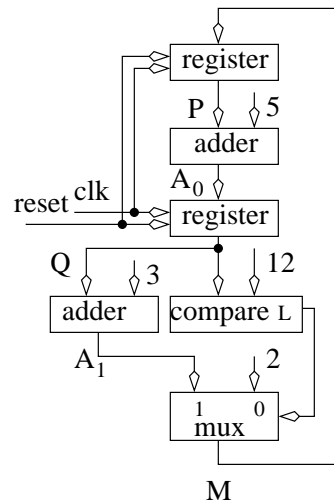 register
P 5
adder
A0
clk
reset
register
Q 3 12
adder compare L
A1 2
1 0
mux
M